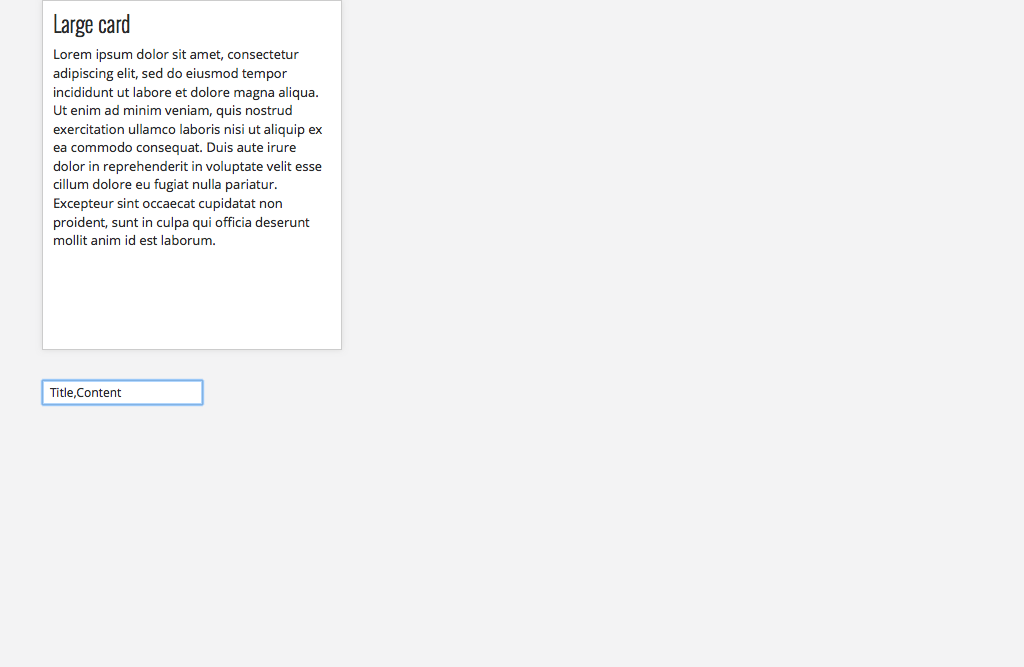 Large card
Lorem ipsum dolor sit amet, consectetur
adipiscing elit, sed do eiusmod tempor
incididunt ut labore et dolore magna aliqua.
Ut enim ad minim veniam, quis nostrud
exercitation ullamco laboris nisi ut aliquip ex
ea commodo consequat. Duis aute irure
dolor in reprehenderit in voluptate velit esse
cillum dolore eu fugiat nulla pariatur.
Excepteur sint occaecat cupidatat non
proident, sunt in culpa qui officia deserunt
mollit anim id est laborum.
Title,Content